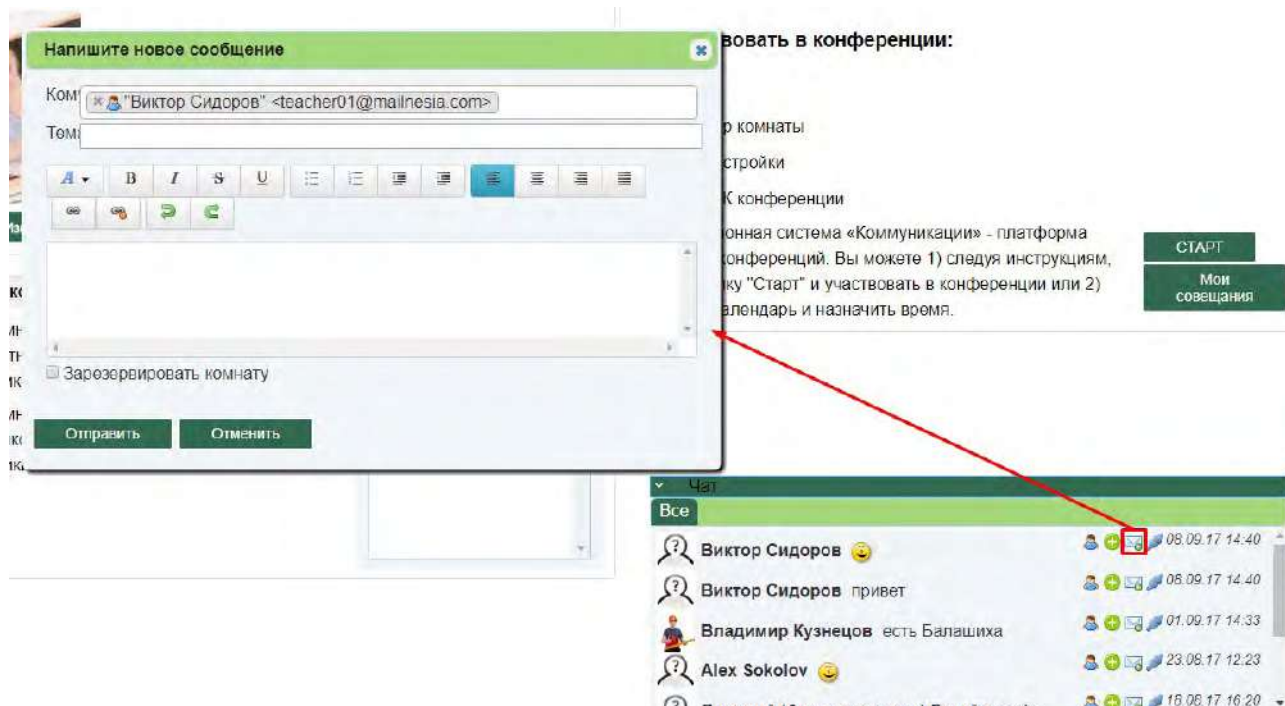 Напишите новое сообщение
Кому
"Виктор Сидоров" <teacher01@mailnesia.com>
Тема
A B I S U
Зарезервировать комнату
Отправить
Отменить
вовать в конференции:
р комнаты
стройки
К конференции
онная система «Коммуникации» - платформа
онференций. Вы можете 1) следуя инструкциям,
ку "Старт" и участвовать в конференции или 2)
алендарь и назначить время.
СТАРТ
Мои
совещания
Чат
Все
Виктор Сидоров 08.09.17 14:40
Виктор Сидоров привет 08.09.17 14:40
Владимир Кузнецов есть Балашиха 01.09.17 14:33
Alex Sokolov 23.08.17 12:23
18.08.17 16:20